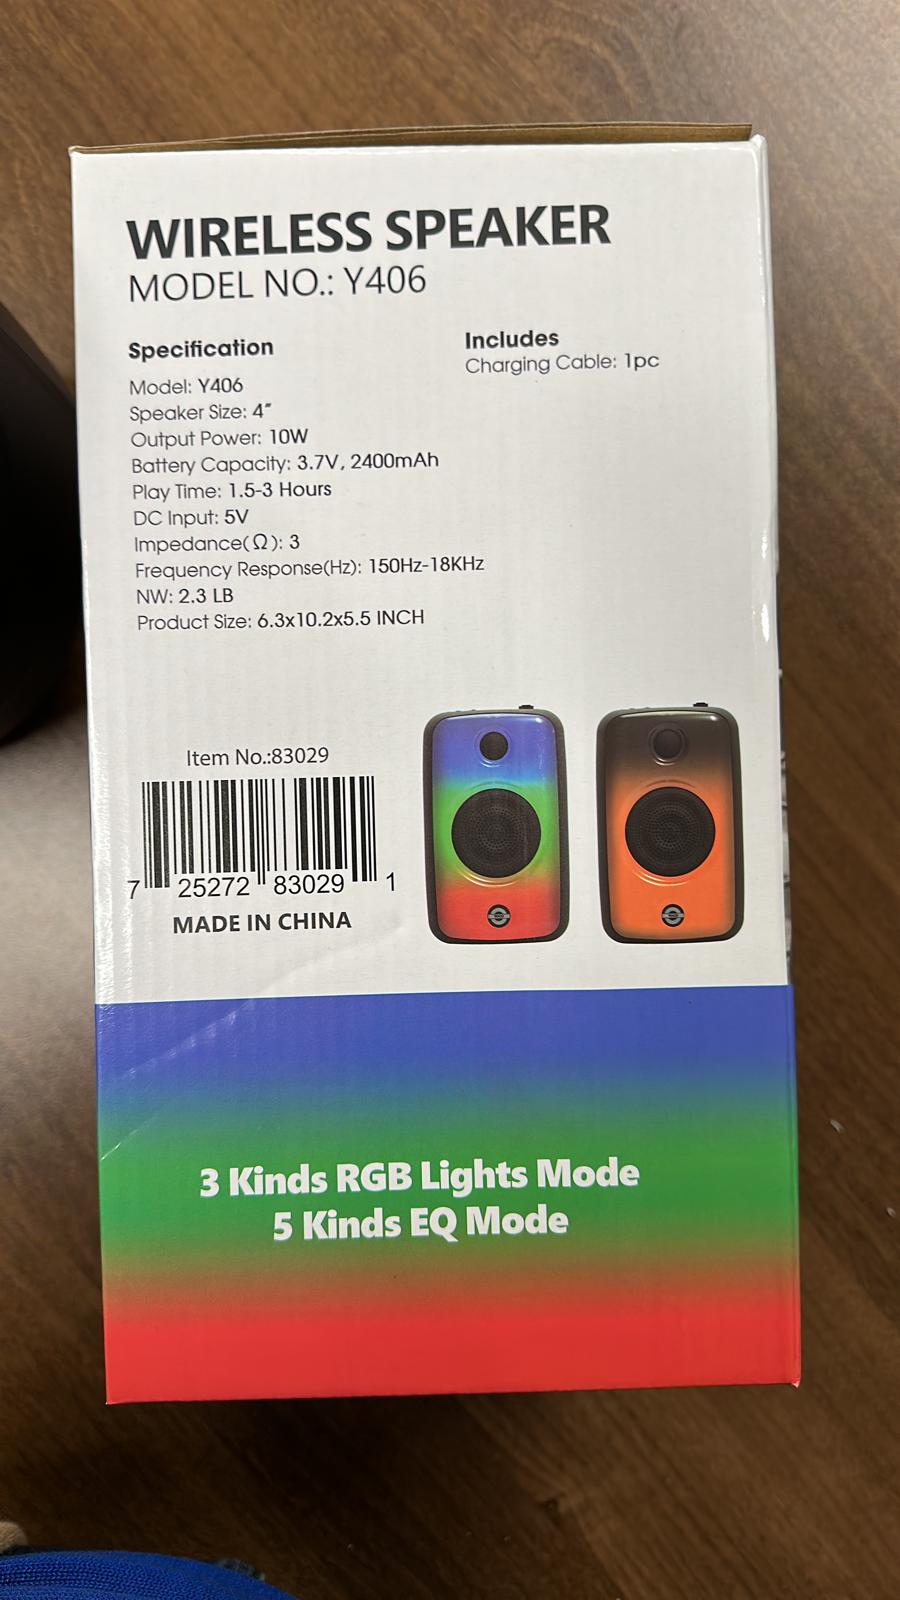 WIRELESS SPEAKER
MODEL NO.: Y406
Specification
Model: Y406
Speaker Size: 4"
Output Power: 10W
Battery Capacity: 3.7V, 2400mAh
Play Time: 1.5-3 Hours
DC Input: 5V
Impedance(Ω): 3
Frequency Response(Hz): 150Hz-18KHz
NW: 2.3 LB
Product Size: 6.3x10.2x5.5 INCH
Includes
Charging Cable: 1pc
Item No.:83029
7 25272 83029 1
MADE IN CHINA
3 Kinds RGB Lights Mode
5 Kinds EQ Mode